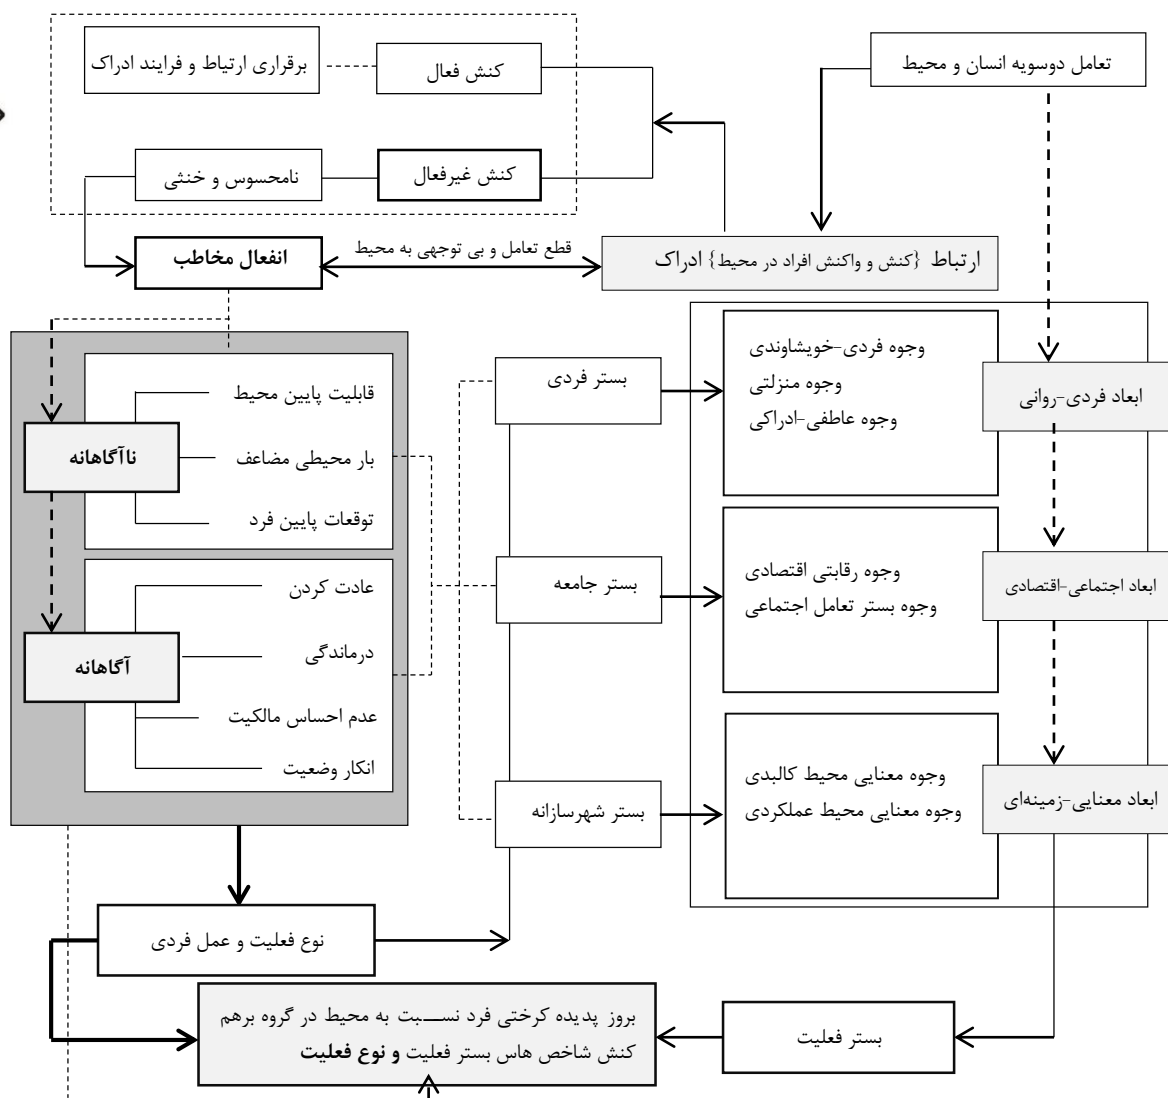 تعامل دوسویه انسان و محیط
کنش فعال
برقراری ارتباط و فرایند ادراک
کنش غیرفعال
نامحسوس و خنثی
ارتباط {کنش و واکنش افراد در محیط} ادراک
قطع تعامل و بی توجهی به محیط
انفعال مخاطب
ابعاد فردی-روانی
وجوه فردی-خویشاوندی
وجوه منزلتی
وجوه عاطفی-ادراکی
بستر فردی
قابلیت پایین محیط
بار محیطی مضاعف
توقعات پایین فرد
ناآگاهانه
ابعاد اجتماعی-اقتصادی
وجوه رقابتی اقتصادی
وجوه بستر تعامل اجتماعی
بستر جامعه
عادت کردن
درماندگی
عدم احساس مالکیت
انکار وضعیت
آگاهانه
ابعاد معنایی-زمینه‌ای
وجوه معنایی محیط کالبدی
وجوه معنایی محیط عملکردی
بستر شهرسازانه
نوع فعلیت و عمل فردی
بستر فعلیت
بروز پدیده کرختی فرد نسبت به محیط در گروه برهم
کنش شاخص هاس بستر فعلیت و نوع فعلیت